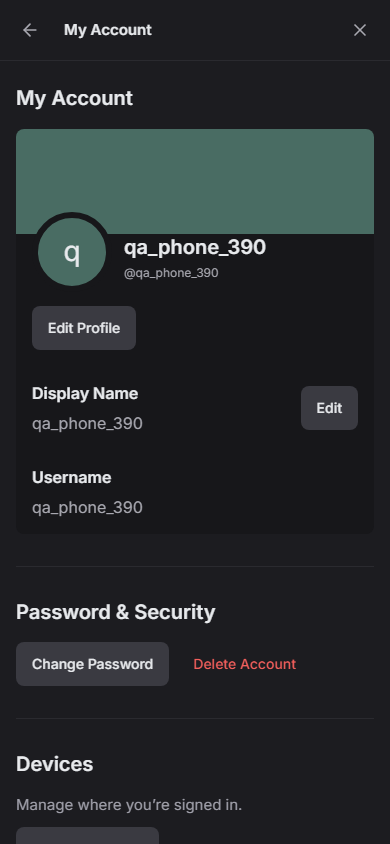 My Account
My Account
q
qa_phone_390
@qa_phone_390
Edit Profile
Display Name
qa_phone_390
Edit
Username
qa_phone_390
Password & Security
Change Password
Delete Account
Devices
Manage where you’re signed in.